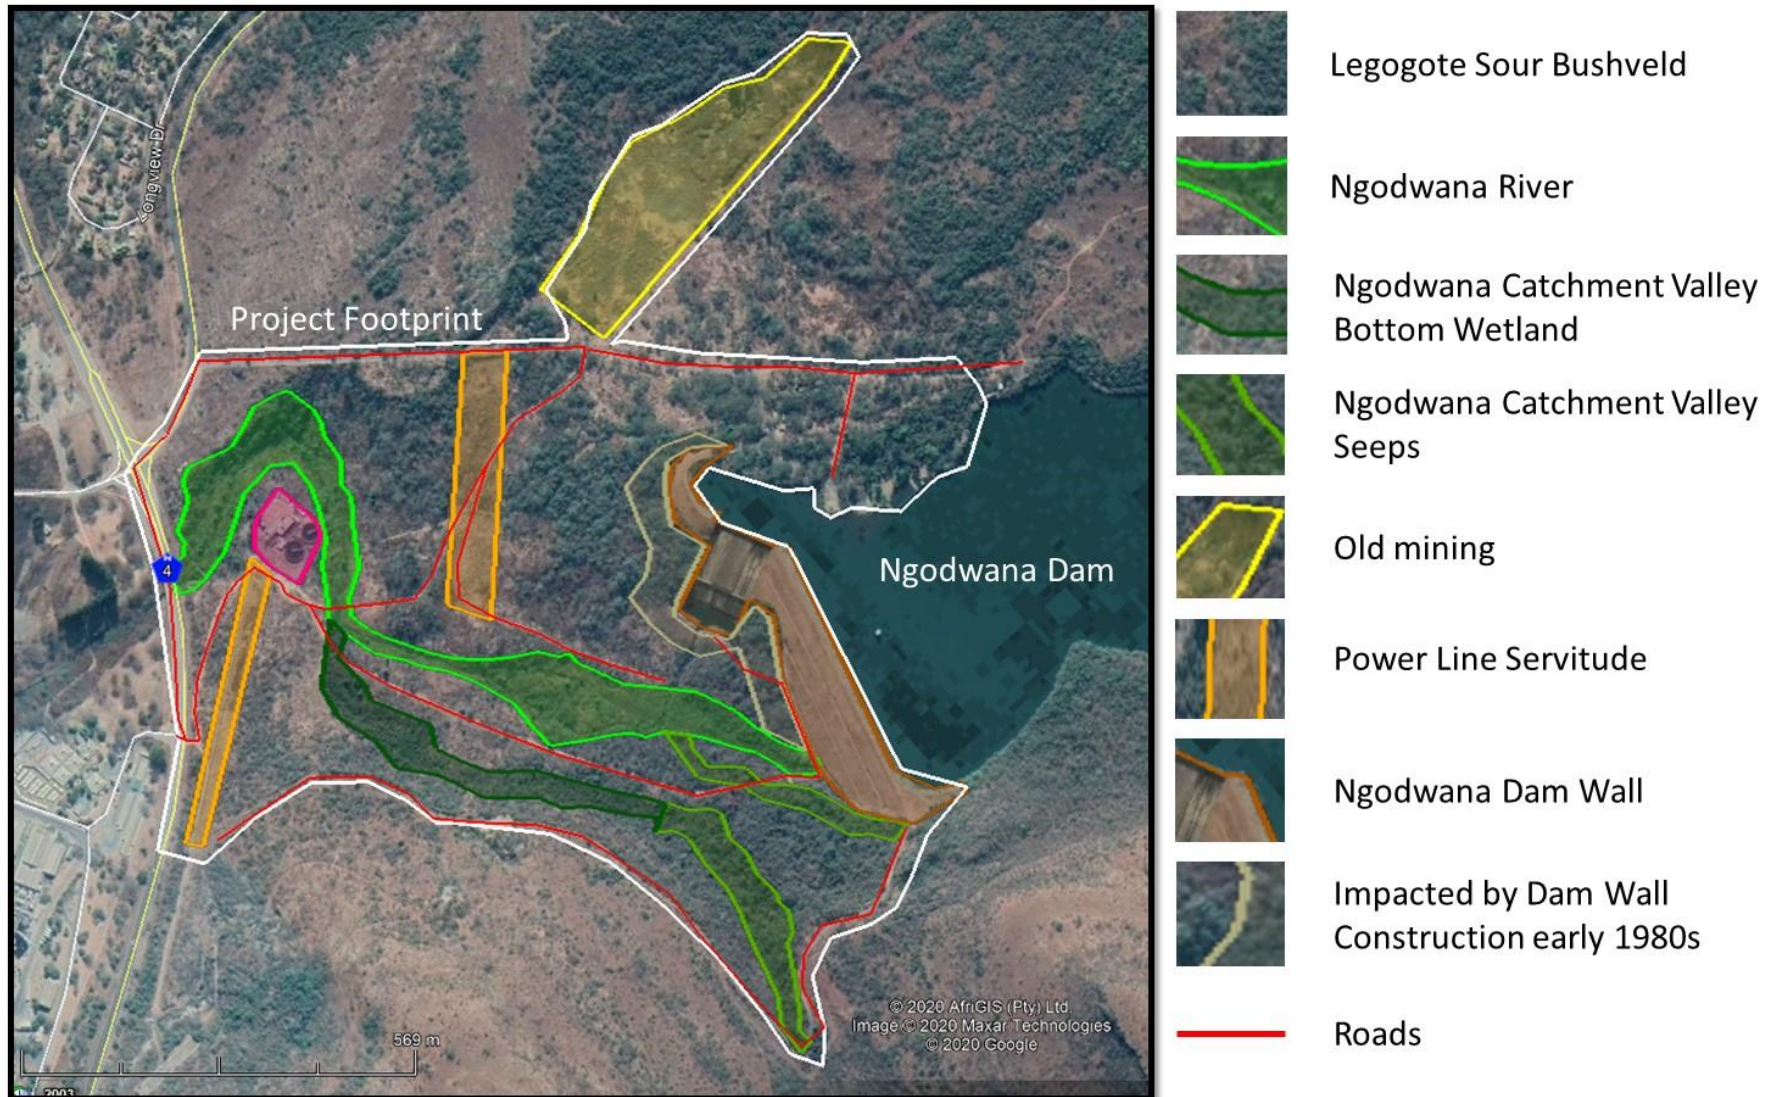 Longview Dr
Project Footprint
N
4
Ngodwana Dam
© 2020 AfriGIS (Pty) Ltd.
Image © 2020 Maxar Technologies
© 2020 Google
569 m
2003
Legogote Sour Bushveld
Ngodwana River
Ngodwana Catchment Valley
Bottom Wetland
Ngodwana Catchment Valley
Seeps
Old mining
Power Line Servitude
Ngodwana Dam Wall
Impacted by Dam Wall
Construction early 1980s
Roads